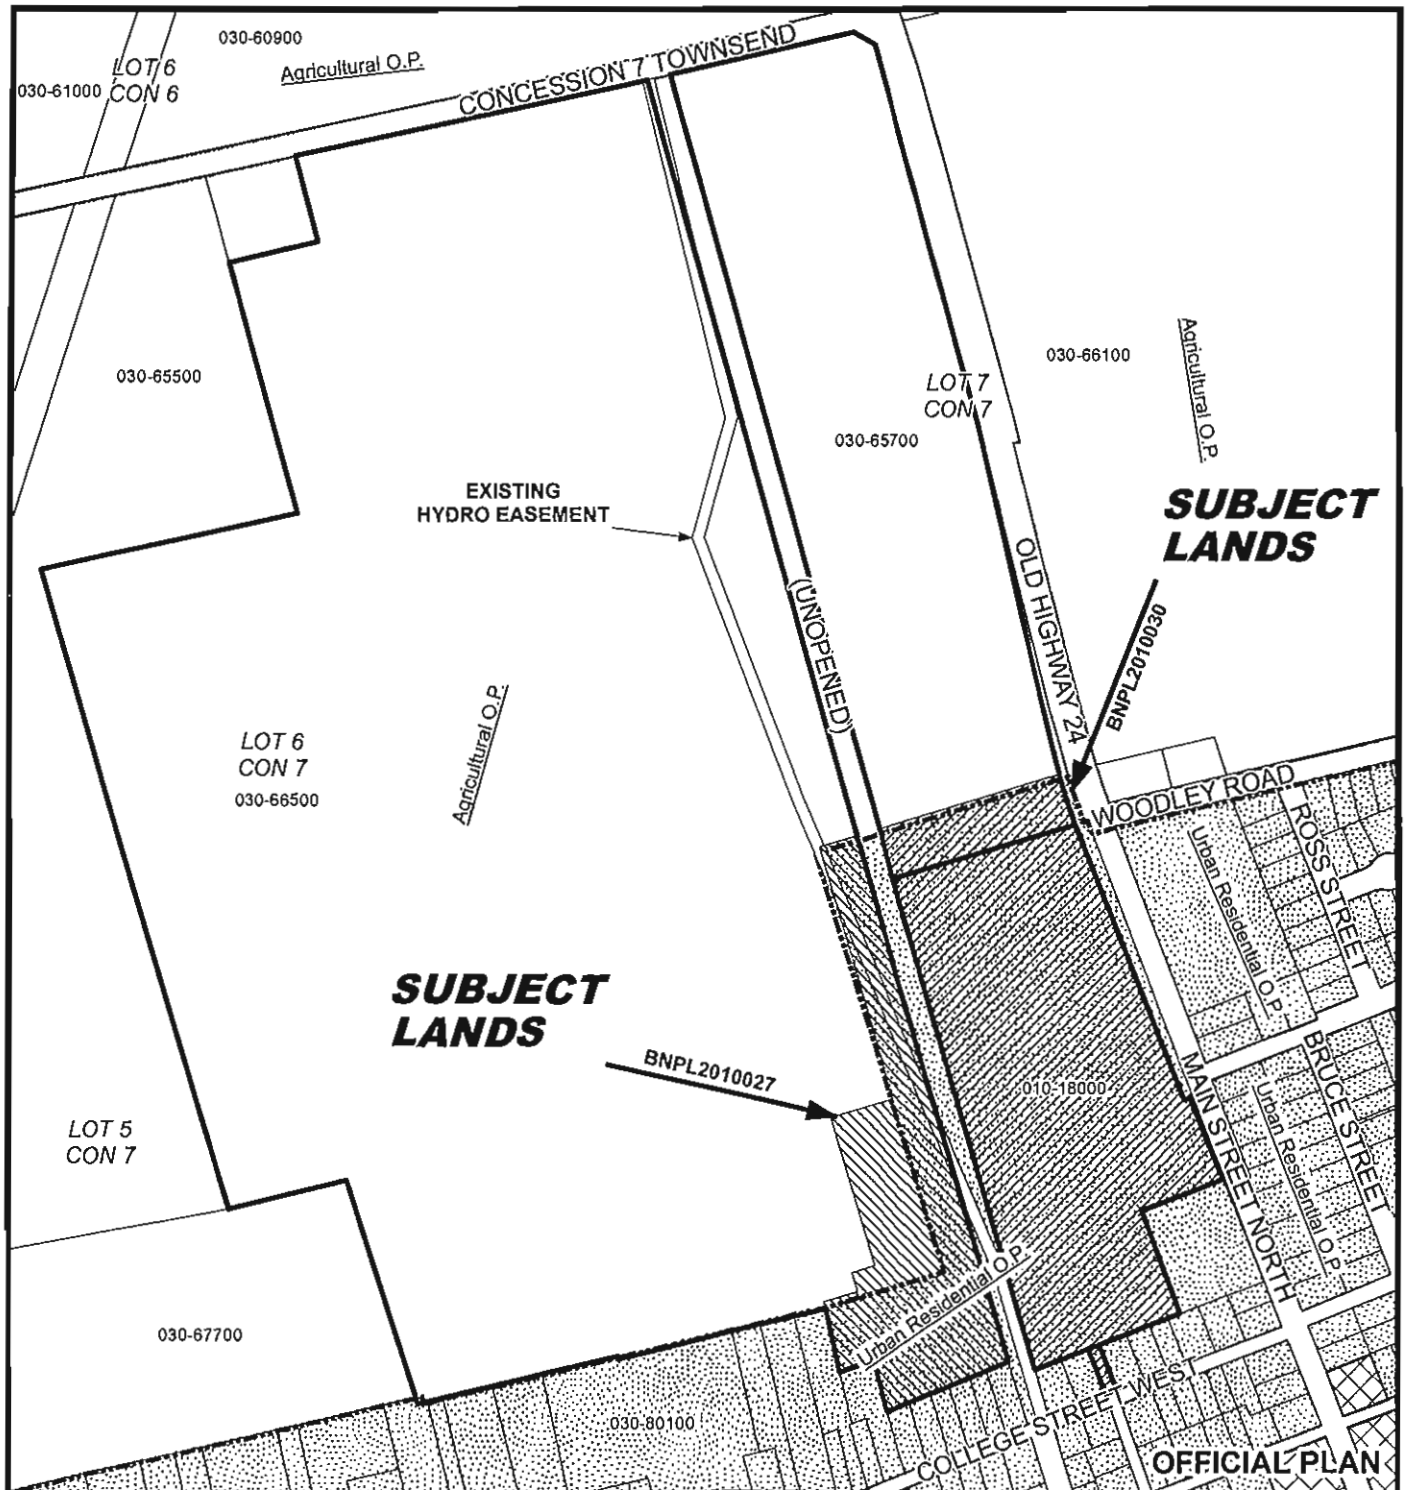 030-60900
Agricultural O.P.
CONCESSION 7 TOWNSEND
LOT 6
CON 6
030-61000
030-65500
LOT 7
CON 7
030-65700
030-66100
Agricultural O.P.
EXISTING
HYDRO EASEMENT
SUBJECT
LANDS
BNPL2010030
OLD HIGHWAY 24
(UNOPENED)
LOT 6
CON 7
030-66500
Agricultural O.P.
WOODLEY ROAD
ROSS STREET
Urban Residential O.P.
SUBJECT
LANDS
BNPL2010027
010-18000
MAIN STREET NORTH
BRUCE STREET
Urban Residential O.P.
LOT 5
CON 7
030-67700
Urban Residential O.P.
030-80100
COLLEGE STREET WES
OFFICIAL PLAN